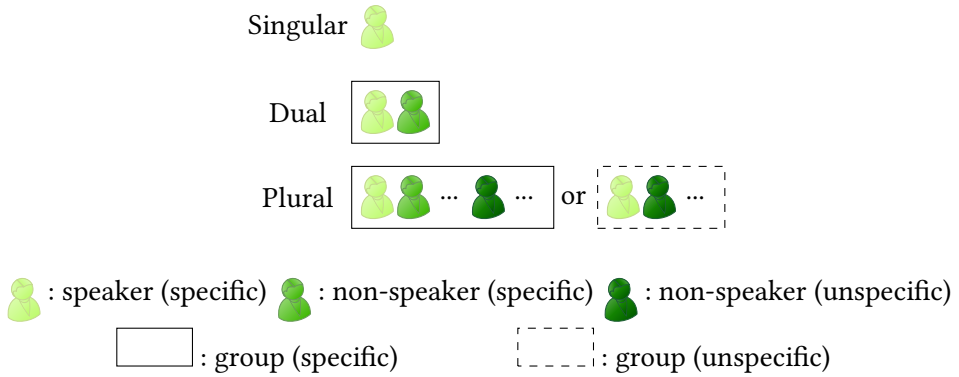 Singular
Dual
Plural ... ... or ...
: speaker (specific) : non-speaker (specific) : non-speaker (unspecific)
: group (specific) : group (unspecific)